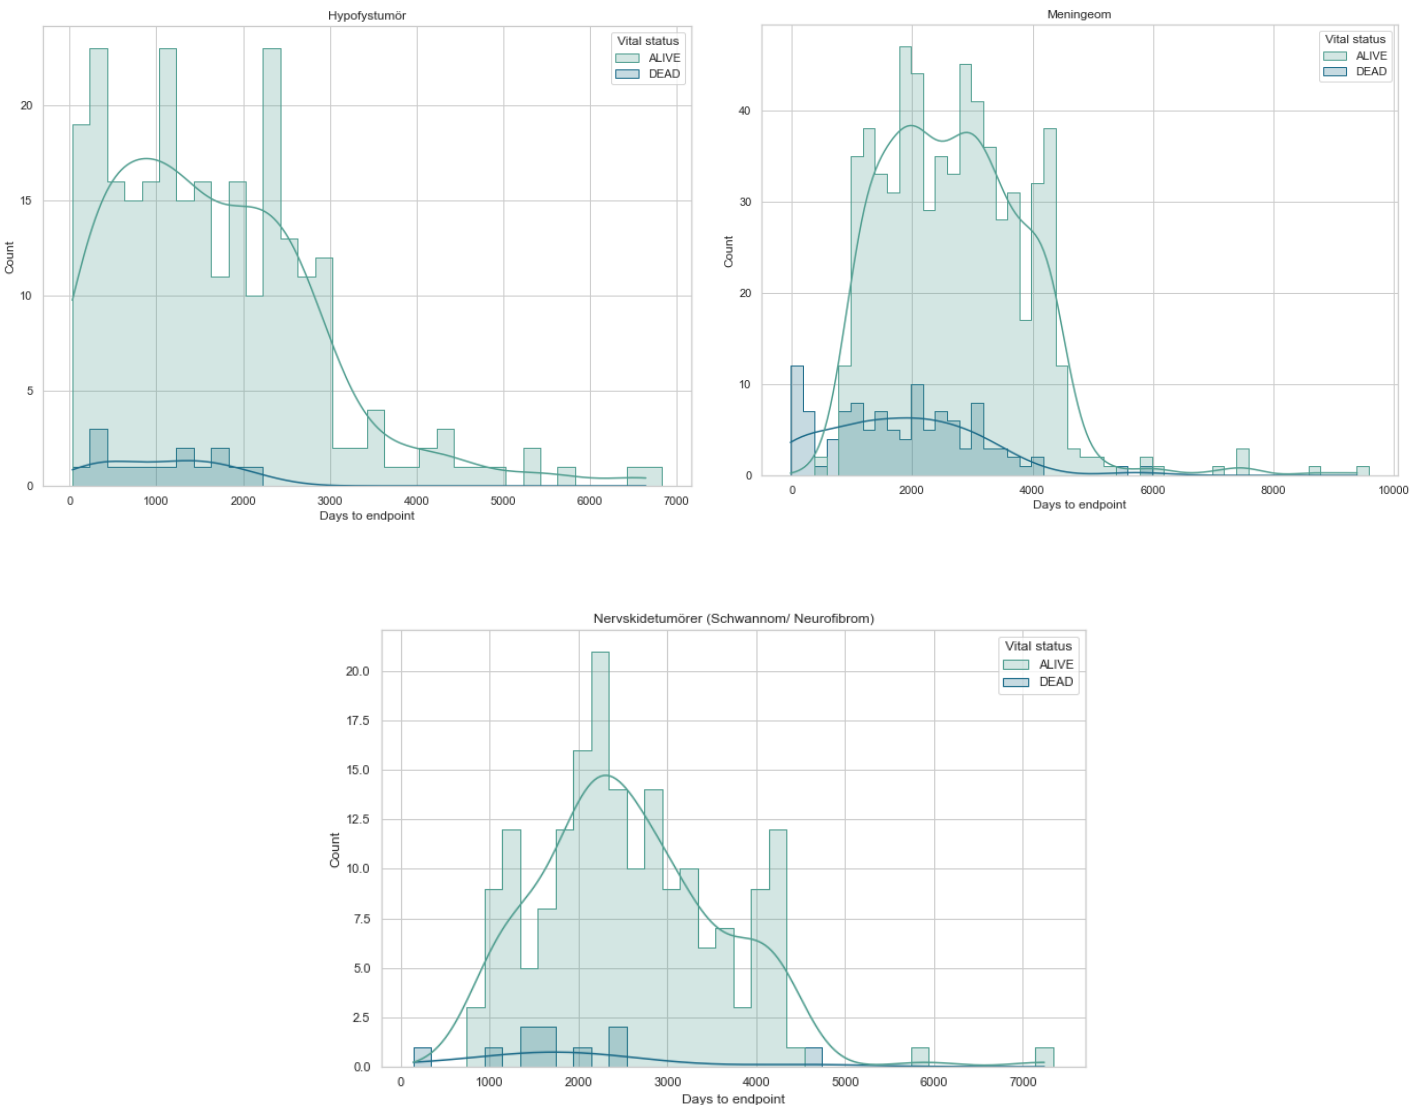 Hypofystumör
Vital status
ALIVE
DEAD
20
15
10
5
0
Count
0 1000 2000 3000 4000 5000 6000 7000
Days to endpoint
Meningeom
Vital status
ALIVE
DEAD
40
30
20
10
0
Count
0 2000 4000 6000 8000 10000
Days to endpoint
Nervskidetumörer (Schwannom/ Neurofibrom)
Vital status
ALIVE
DEAD
20.0
17.5
15.0
12.5
10.0
7.5
5.0
2.5
0.0
Count
0 1000 2000 3000 4000 5000 6000 7000
Days to endpoint